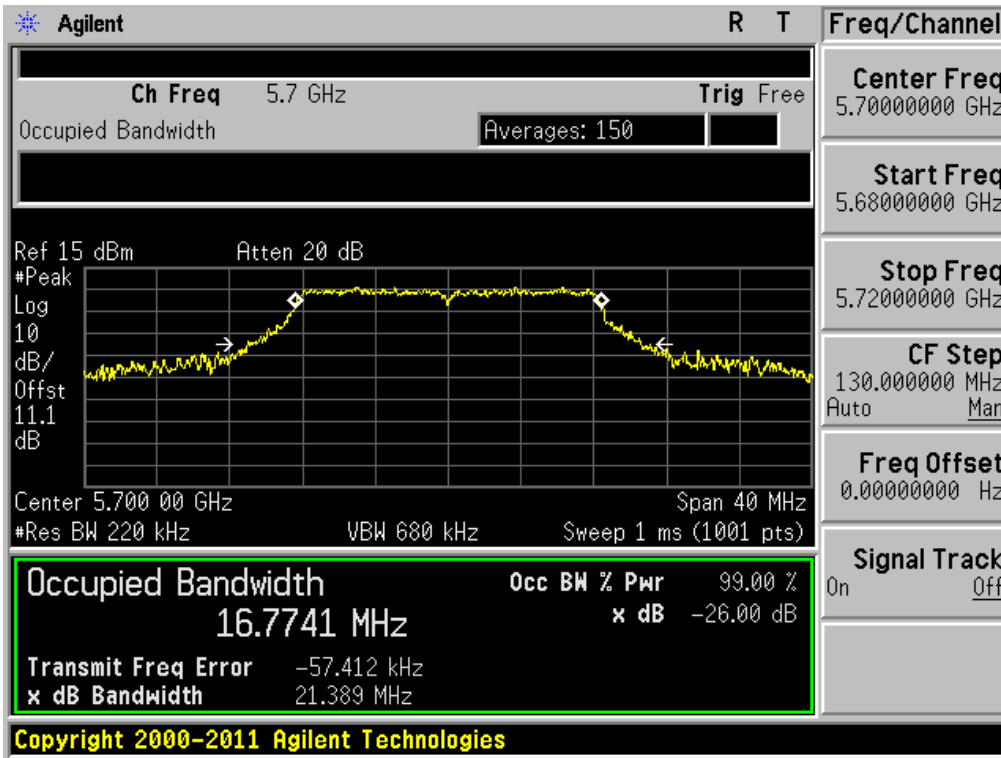 Agilent R T
Ch Freq 5.7 GHz Trig Free
Occupied Bandwidth Averages: 150
Ref 15 dBm Atten 20 dB
#Peak
Log
10
dB/
Offst
11.1
dB
Center 5.700 00 GHz Span 40 MHz
#Res BW 220 kHz VBW 680 kHz Sweep 1 ms (1001 pts)
Occupied Bandwidth Occ BW % Pwr 99.00 %
16.7741 MHz x dB -26.00 dB
Transmit Freq Error -57.412 kHz
x dB Bandwidth 21.389 MHz
Copyright 2000-2011 Agilent Technologies
Freq/Channel
Center Freq
5.70000000 GHz
Start Freq
5.68000000 GHz
Stop Freq
5.72000000 GHz
CF Step
130.000000 MHz
Auto Man
Freq Offset
0.00000000 Hz
Signal Track
On Off